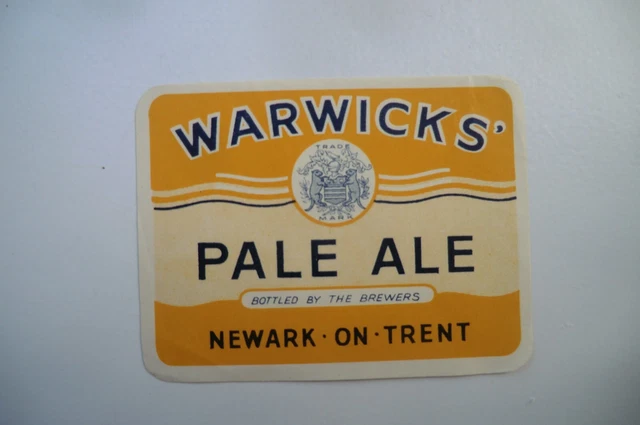 WARWICKS'
TRADE
MARK
PALE ALE
BOTTLED BY THE BREWERS
NEWARK·ON·TRENT